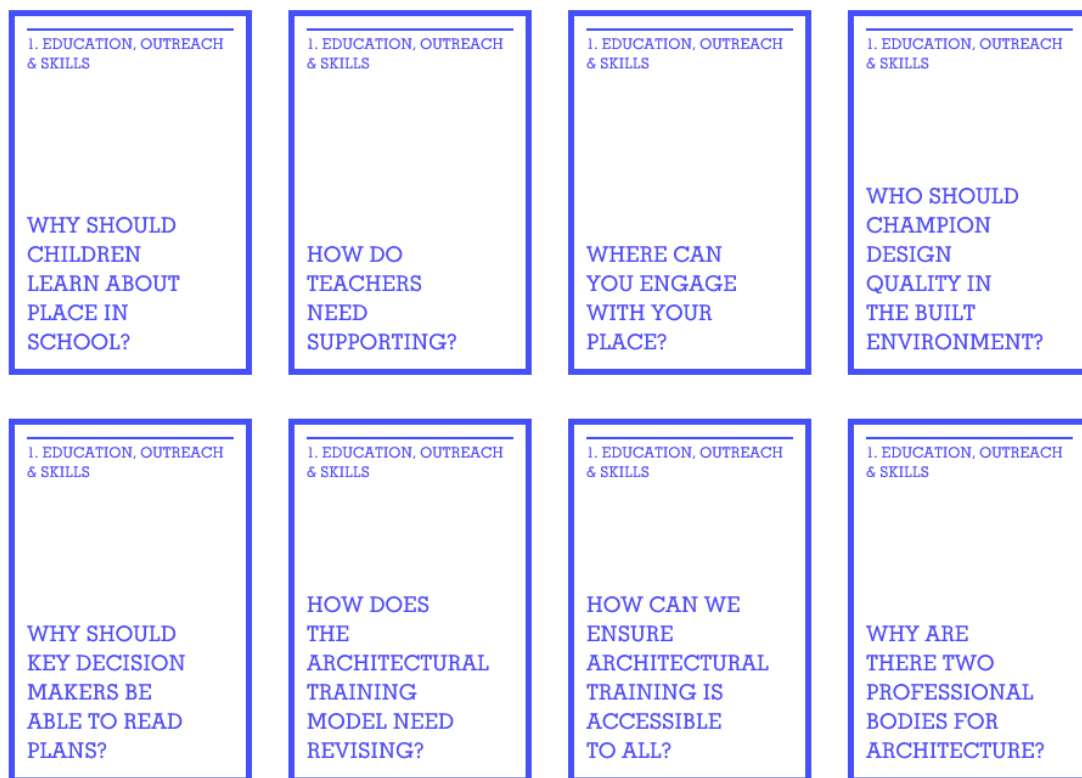 1. EDUCATION, OUTREACH
& SKILLS
WHY SHOULD
CHILDREN
LEARN ABOUT
PLACE IN
SCHOOL?
1. EDUCATION, OUTREACH
& SKILLS
HOW DO
TEACHERS
NEED
SUPPORTING?
1. EDUCATION, OUTREACH
& SKILLS
WHERE CAN
YOU ENGAGE
WITH YOUR
PLACE?
1. EDUCATION, OUTREACH
& SKILLS
WHO SHOULD
CHAMPION
DESIGN
QUALITY IN
THE BUILT
ENVIRONMENT?
1. EDUCATION, OUTREACH
& SKILLS
WHY SHOULD
KEY DECISION
MAKERS BE
ABLE TO READ
PLANS?
1. EDUCATION, OUTREACH
& SKILLS
HOW DOES
THE
ARCHITECTURAL
TRAINING
MODEL NEED
REVISING?
1. EDUCATION, OUTREACH
& SKILLS
HOW CAN WE
ENSURE
ARCHITECTURAL
TRAINING IS
ACCESSIBLE
TO ALL?
1. EDUCATION, OUTREACH
& SKILLS
WHY ARE
THERE TWO
PROFESSIONAL
BODIES FOR
ARCHITECTURE?